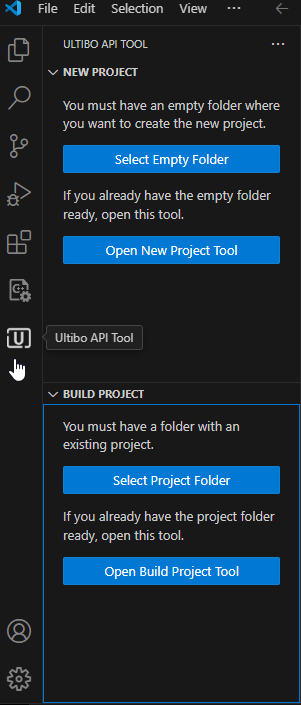 File Edit Selection View ···
ULTIBO API TOOL ···
NEW PROJECT
You must have an empty folder where
you want to create the new project.
Select Empty Folder
If you already have the empty folder
ready, open this tool.
Open New Project Tool
U
Ultibo API Tool
BUILD PROJECT
You must have a folder with an
existing project.
Select Project Folder
If you already have the project folder
ready, open this tool.
Open Build Project Tool